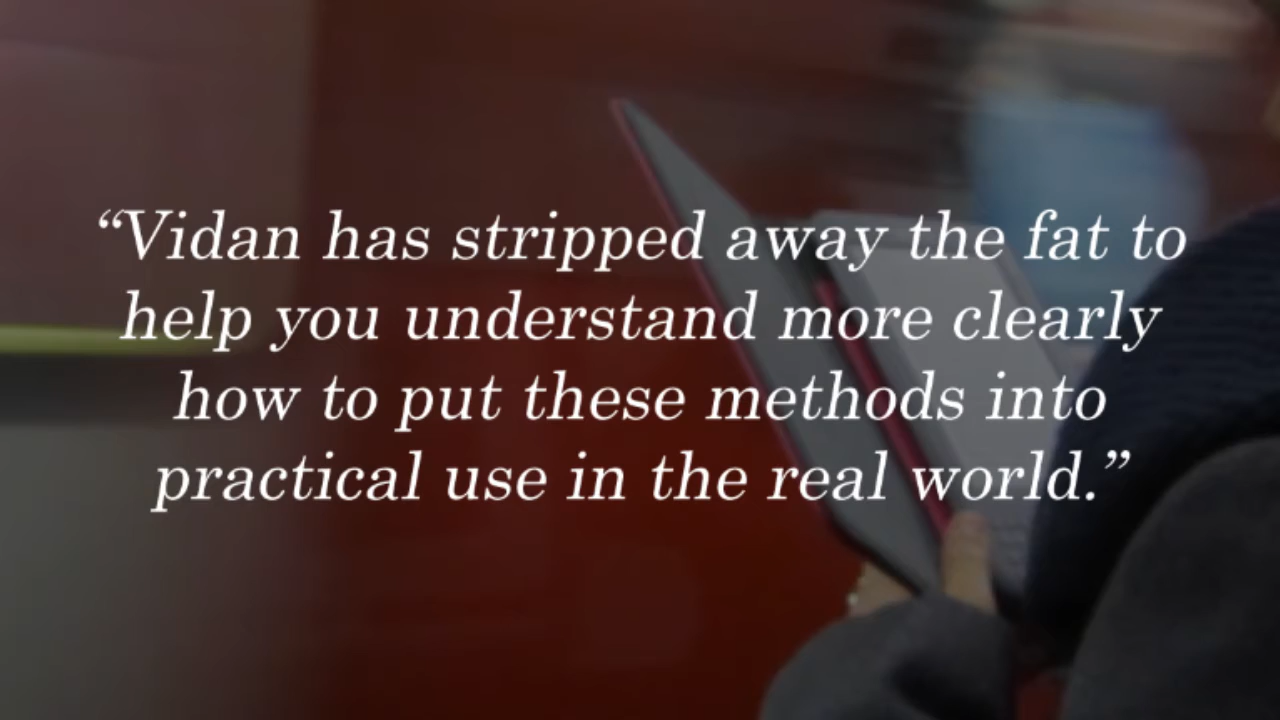 “Vidan has stripped away the fat to
help you understand more clearly
how to put these methods into
practical use in the real world.”